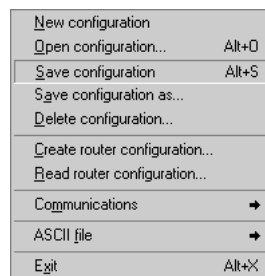 New configuration
Open configuration... Alt+O
Save configuration Alt+S
Save configuration as...
Delete configuration...
Create router configuration...
Read router configuration...
Communications
ASCII file
Exit Alt+X